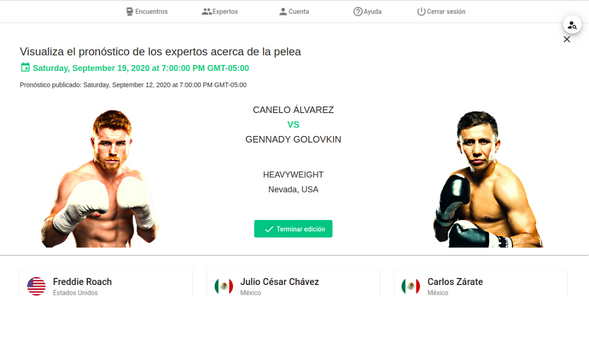 Encuentros Expertos Cuenta Ayuda Cerrar sesión
Visualiza el pronóstico de los expertos acerca de la pelea
Saturday, September 19, 2020 at 7:00:00 PM GMT-05:00
Pronóstico publicado: Saturday, September 12, 2020 at 7:00:00 PM GMT-05:00
CANELO ÁLVAREZ
VS
GENNADY GOLOVKIN
HEAVYWEIGHT
Nevada, USA
Terminar edición
Freddie Roach Julio César Chávez Carlos Zárate
Estados Unidos México México